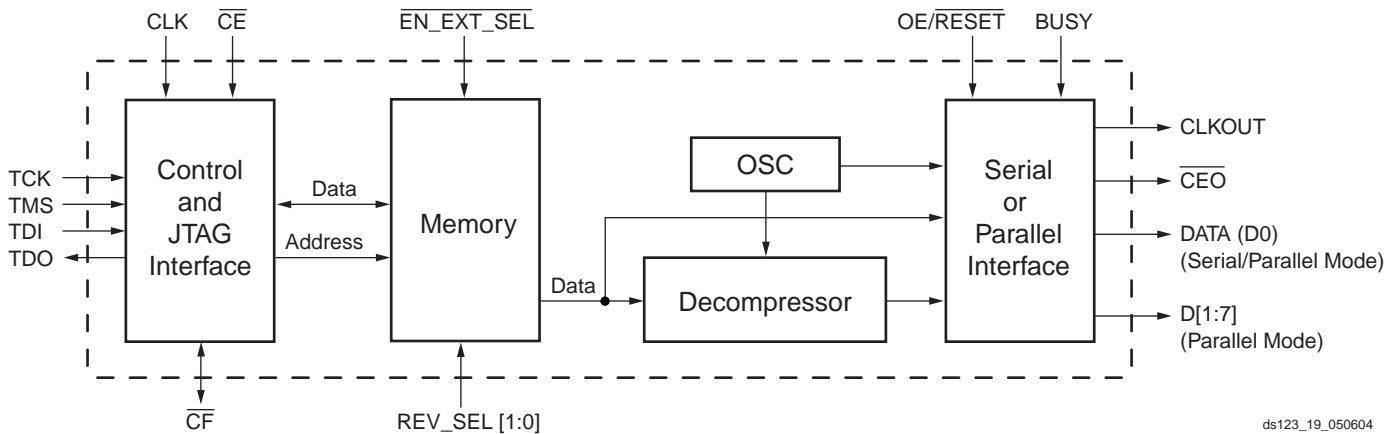 CLK
CE
EN_EXT_SEL
OE/RESET
BUSY
TCK
TMS
TDI
TDO
Control
and
JTAG
Interface
Data
Address
Memory
Data
OSC
Decompressor
Serial
or
Parallel
Interface
CLKOUT
CEO
DATA (D0)
(Serial/Parallel Mode)
D[1:7]
(Parallel Mode)
CF
REV_SEL [1:0]
ds123_19_050604